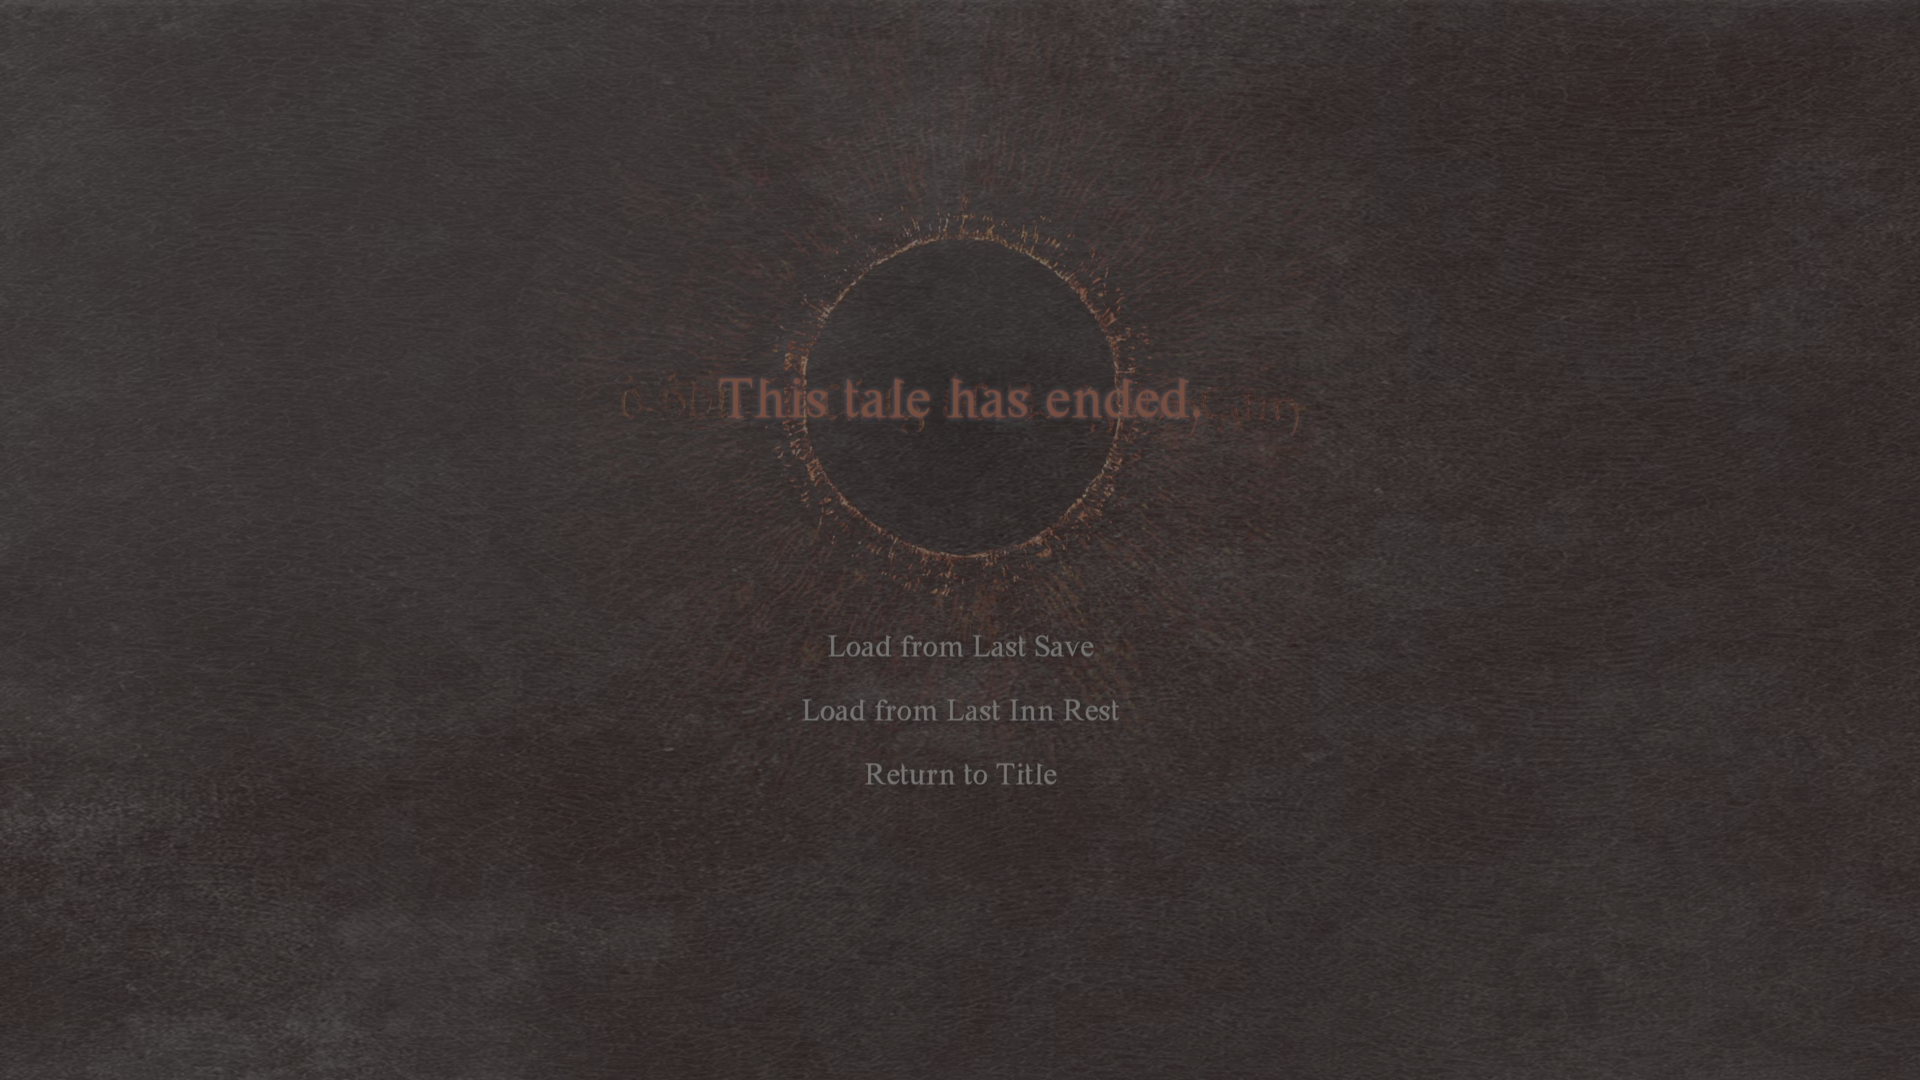 This tale has ended.
Load from Last Save
Load from Last Inn Rest
Return to Title